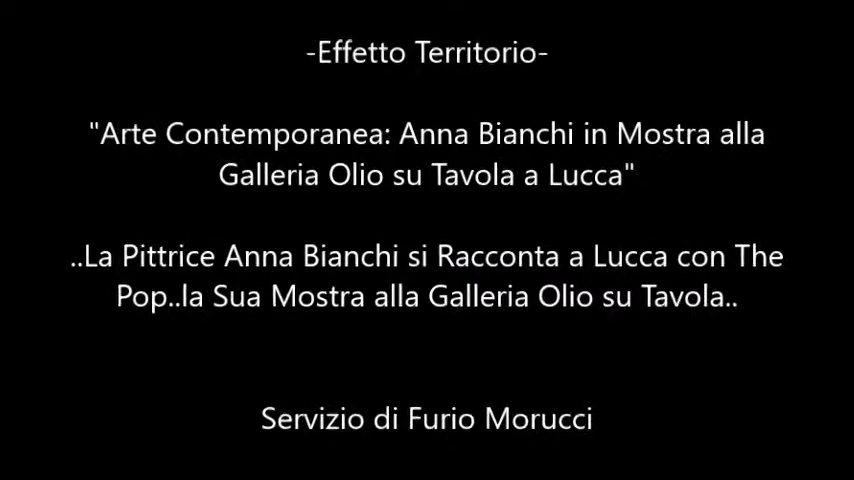 -Effetto Territorio-
"Arte Contemporanea: Anna Bianchi in Mostra alla
Galleria Olio su Tavola a Lucca"
..La Pittrice Anna Bianchi si Racconta a Lucca con The
Pop..la Sua Mostra alla Galleria Olio su Tavola..
Servizio di Furio Morucci